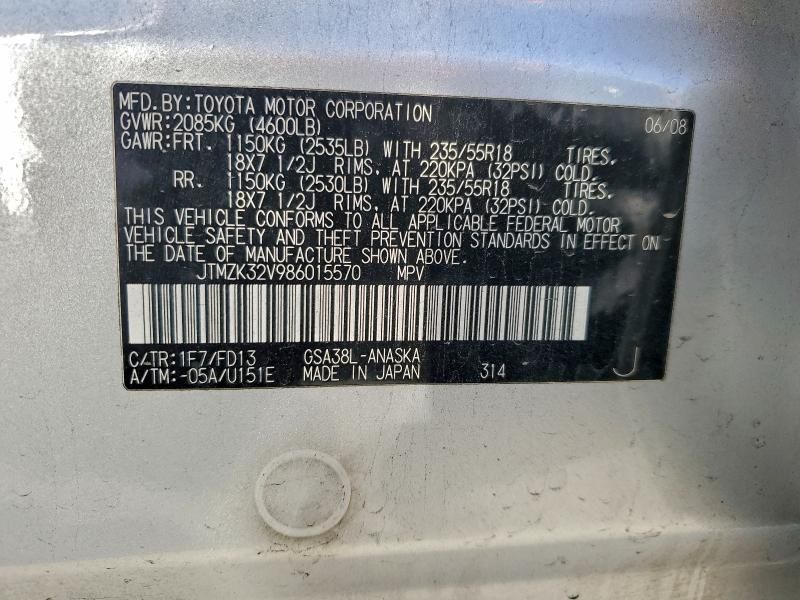 MFD.BY:TOYOTA MOTOR CORPORATION 06/08
GVWR:2085KG (4600LB)
GAWR:FRT. 1150KG (2535LB) WITH 235/55R18 TIRES.
18X7 1/2J RIMS. AT 220KPA (32PSI) COLD.
RR. 1150KG (2530LB) WITH 235/55R18 TIRES.
18X7 1/2J RIMS. AT 220KPA (32PSI) COLD.
THIS VEHICLE CONFORMS TO ALL APPLICABLE FEDERAL MOTOR
VEHICLE SAFETY AND THEFT PREVENTION STANDARDS IN EFFECT ON
THE DATE OF MANUFACTURE SHOWN ABOVE.
JTMZK32V986015570 MPV
C/TR:1F7/FD13 GSA38L-ANASKA
A/TM:-05A/U151E MADE IN JAPAN 314 J